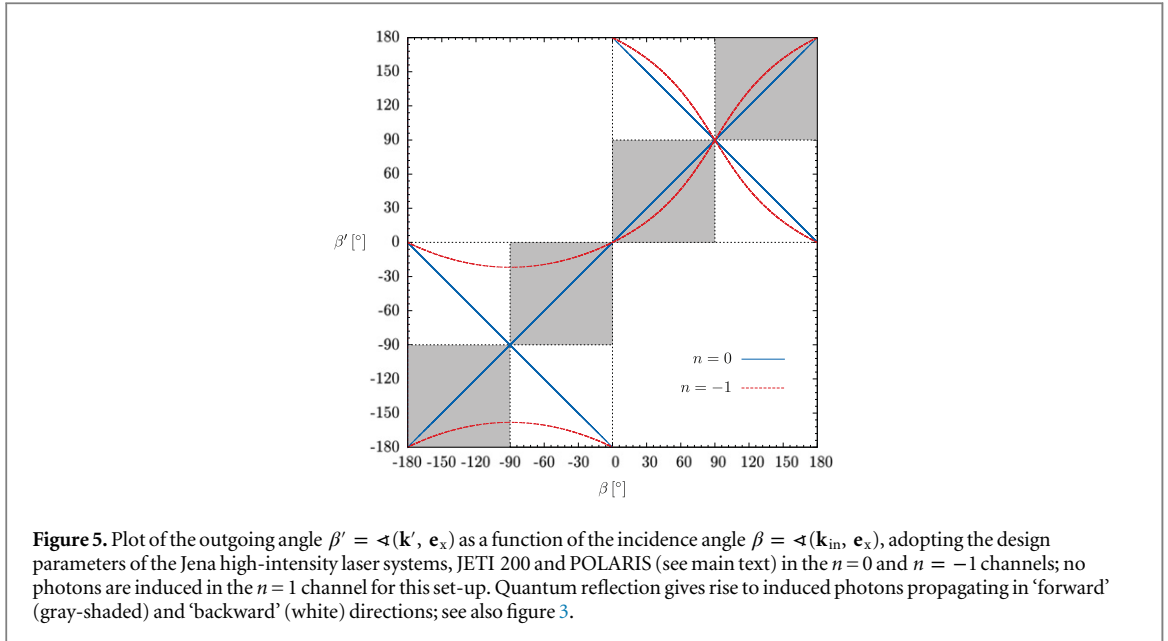 180
150
120
90
60
30
0
-30
-60
-90
-120
-150
-180
β′ [°]
n = 0
n = −1
-180 -150 -120 -90 -60 -30 0 30 60 90 120 150 180
β [°]
Figure 5. Plot of the outgoing angle β′ = ∢(k′, eₓ) as a function of the incidence angle β = ∢(kᵢₙ, eₓ), adopting the design
parameters of the Jena high-intensity laser systems, JETI 200 and POLARIS (see main text) in the n = 0 and n = −1 channels; no
photons are induced in the n = 1 channel for this set-up. Quantum reflection gives rise to induced photons propagating in ‘forward’
(gray-shaded) and ‘backward’ (white) directions; see also figure 3.